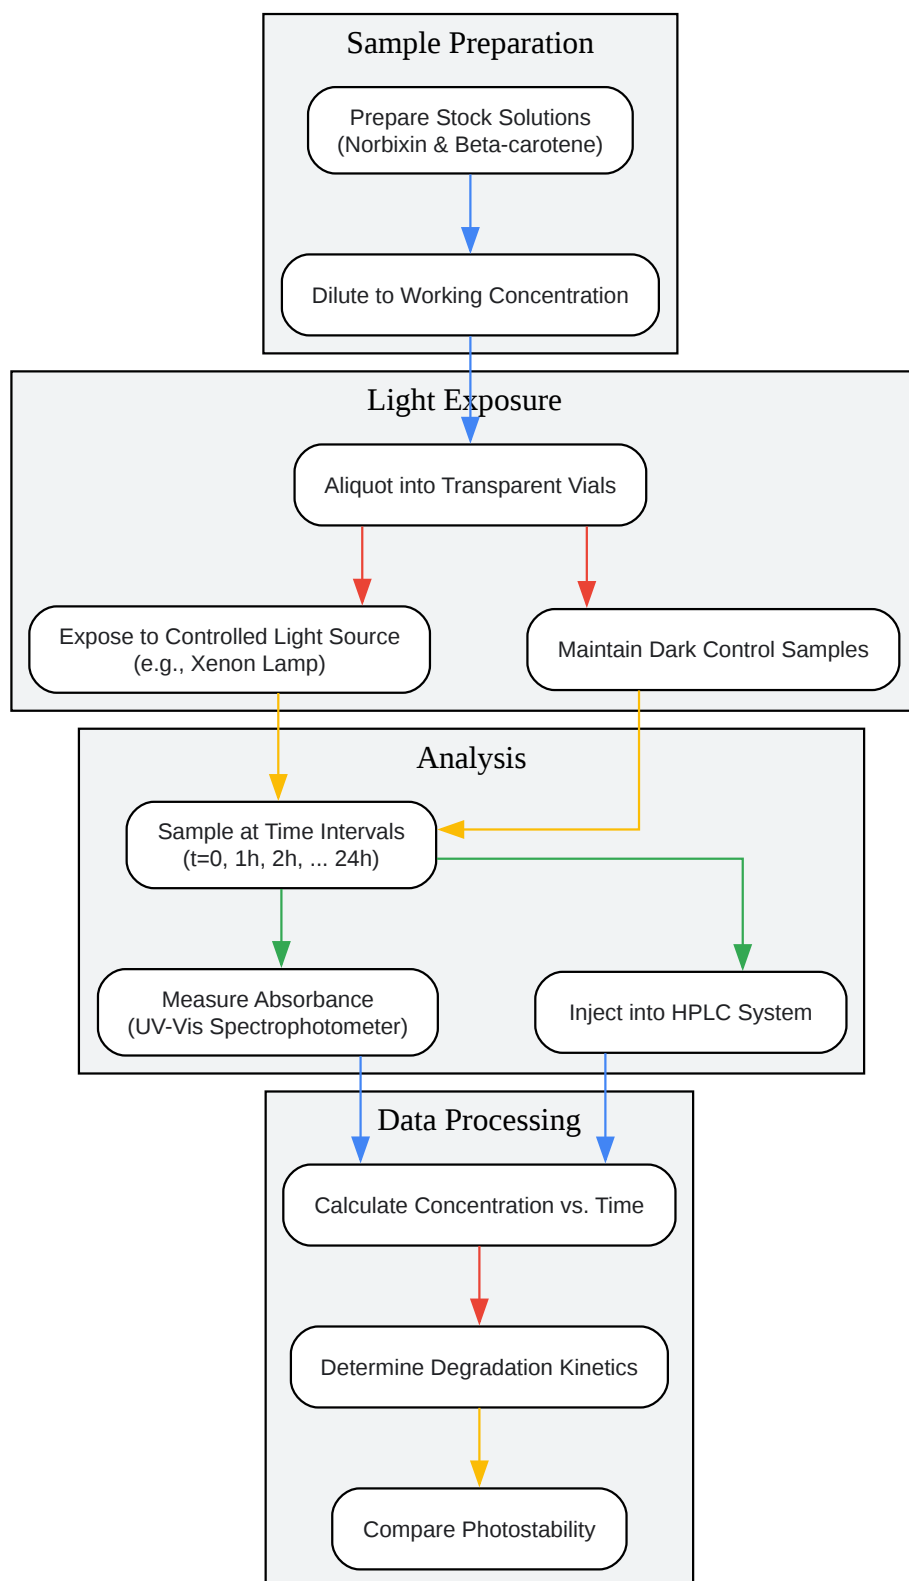 Sample Preparation
Prepare Stock Solutions
(Norbixin & Beta-carotene)
Dilute to Working Concentration
Light Exposure
Aliquot into Transparent Vials
Expose to Controlled Light Source
(e.g., Xenon Lamp)
Maintain Dark Control Samples
Analysis
Sample at Time Intervals
(t=0, 1h, 2h, ... 24h)
Measure Absorbance
(UV-Vis Spectrophotometer)
Inject into HPLC System
Data Processing
Calculate Concentration vs. Time
Determine Degradation Kinetics
Compare Photostability